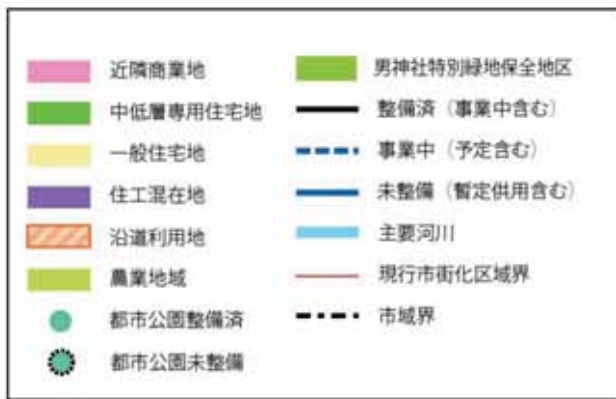 近隣商業地
中低層専用住宅地
一般住宅地
住工混在地
沿道利用地
農業地域
都市公園整備済
都市公園未整備
男神社特別緑地保全地区
整備済（事業中含む）
事業中（予定含む）
未整備（暫定供用含む）
主要河川
現行市街化区域界
市域界